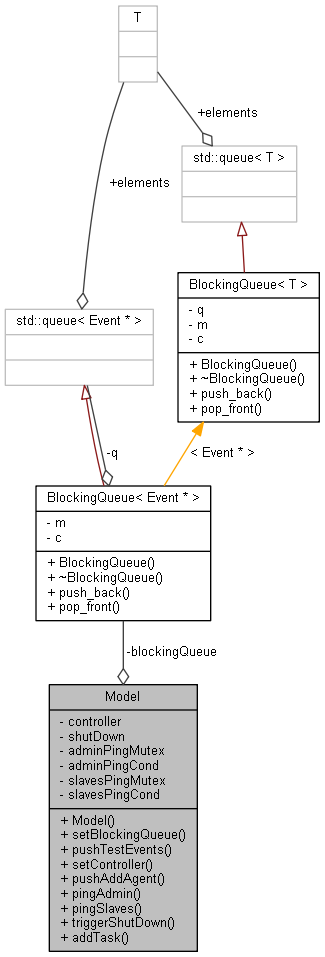 T
+elements
std::queue< T >
+elements
BlockingQueue< T >
- q
- m
- c
+ BlockingQueue()
+ ~BlockingQueue()
+ push_back()
+ pop_front()
std::queue< Event * >
-q
< Event * >
BlockingQueue< Event * >
- m
- c
+ BlockingQueue()
+ ~BlockingQueue()
+ push_back()
+ pop_front()
-blockingQueue
Model
- controller
- shutDown
- adminPingMutex
- adminPingCond
- slavesPingMutex
- slavesPingCond
+ Model()
+ setBlockingQueue()
+ pushTestEvents()
+ setController()
+ pushAddAgent()
+ pingAdmin()
+ pingSlaves()
+ triggerShutDown()
+ addTask()